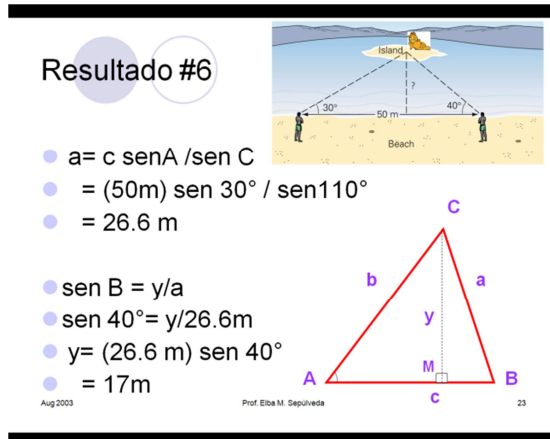 Resultado #6
Island
?
30°
50 m
40°
Beach
a= c senA /sen C
= (50m) sen 30° / sen110°
= 26.6 m
sen B = y/a
sen 40°= y/26.6m
y= (26.6 m) sen 40°
= 17m
C
b
a
y
M
A
B
c
Aug 2003
Prof. Elba M. Sepúlveda
23